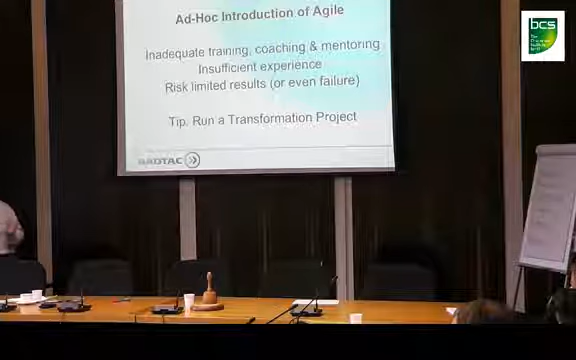 Ad-Hoc Introduction of Agile
Inadequate training, coaching & mentoring
Insufficient experience
Risk limited results (or even failure)
Tip. Run a Transformation Project
RADTAC
bcs